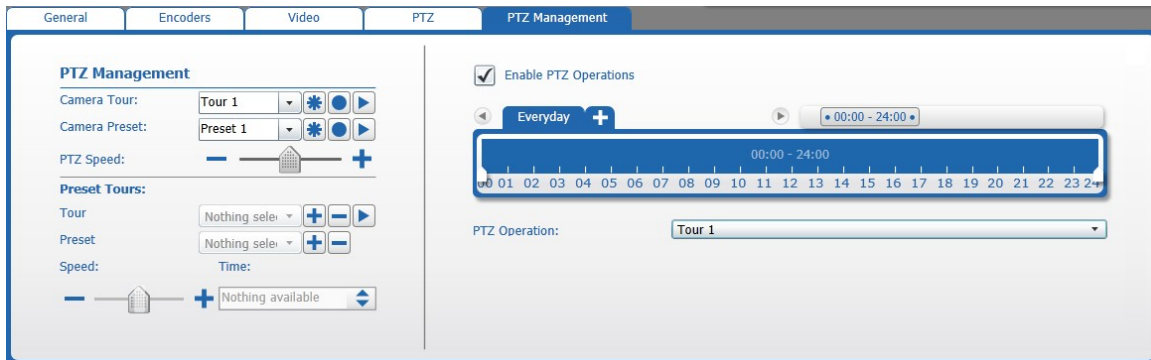 General Encoders Video PTZ PTZ Management
PTZ Management
Camera Tour: Tour 1
Camera Preset: Preset 1
PTZ Speed:
Preset Tours:
Tour Nothing sele
Preset Nothing sele
Speed: Time:
Nothing available
Enable PTZ Operations
Everyday 00:00 - 24:00
00:00 - 24:00
00 01 02 03 04 05 06 07 08 09 10 11 12 13 14 15 16 17 18 19 20 21 22 23 24
PTZ Operation: Tour 1